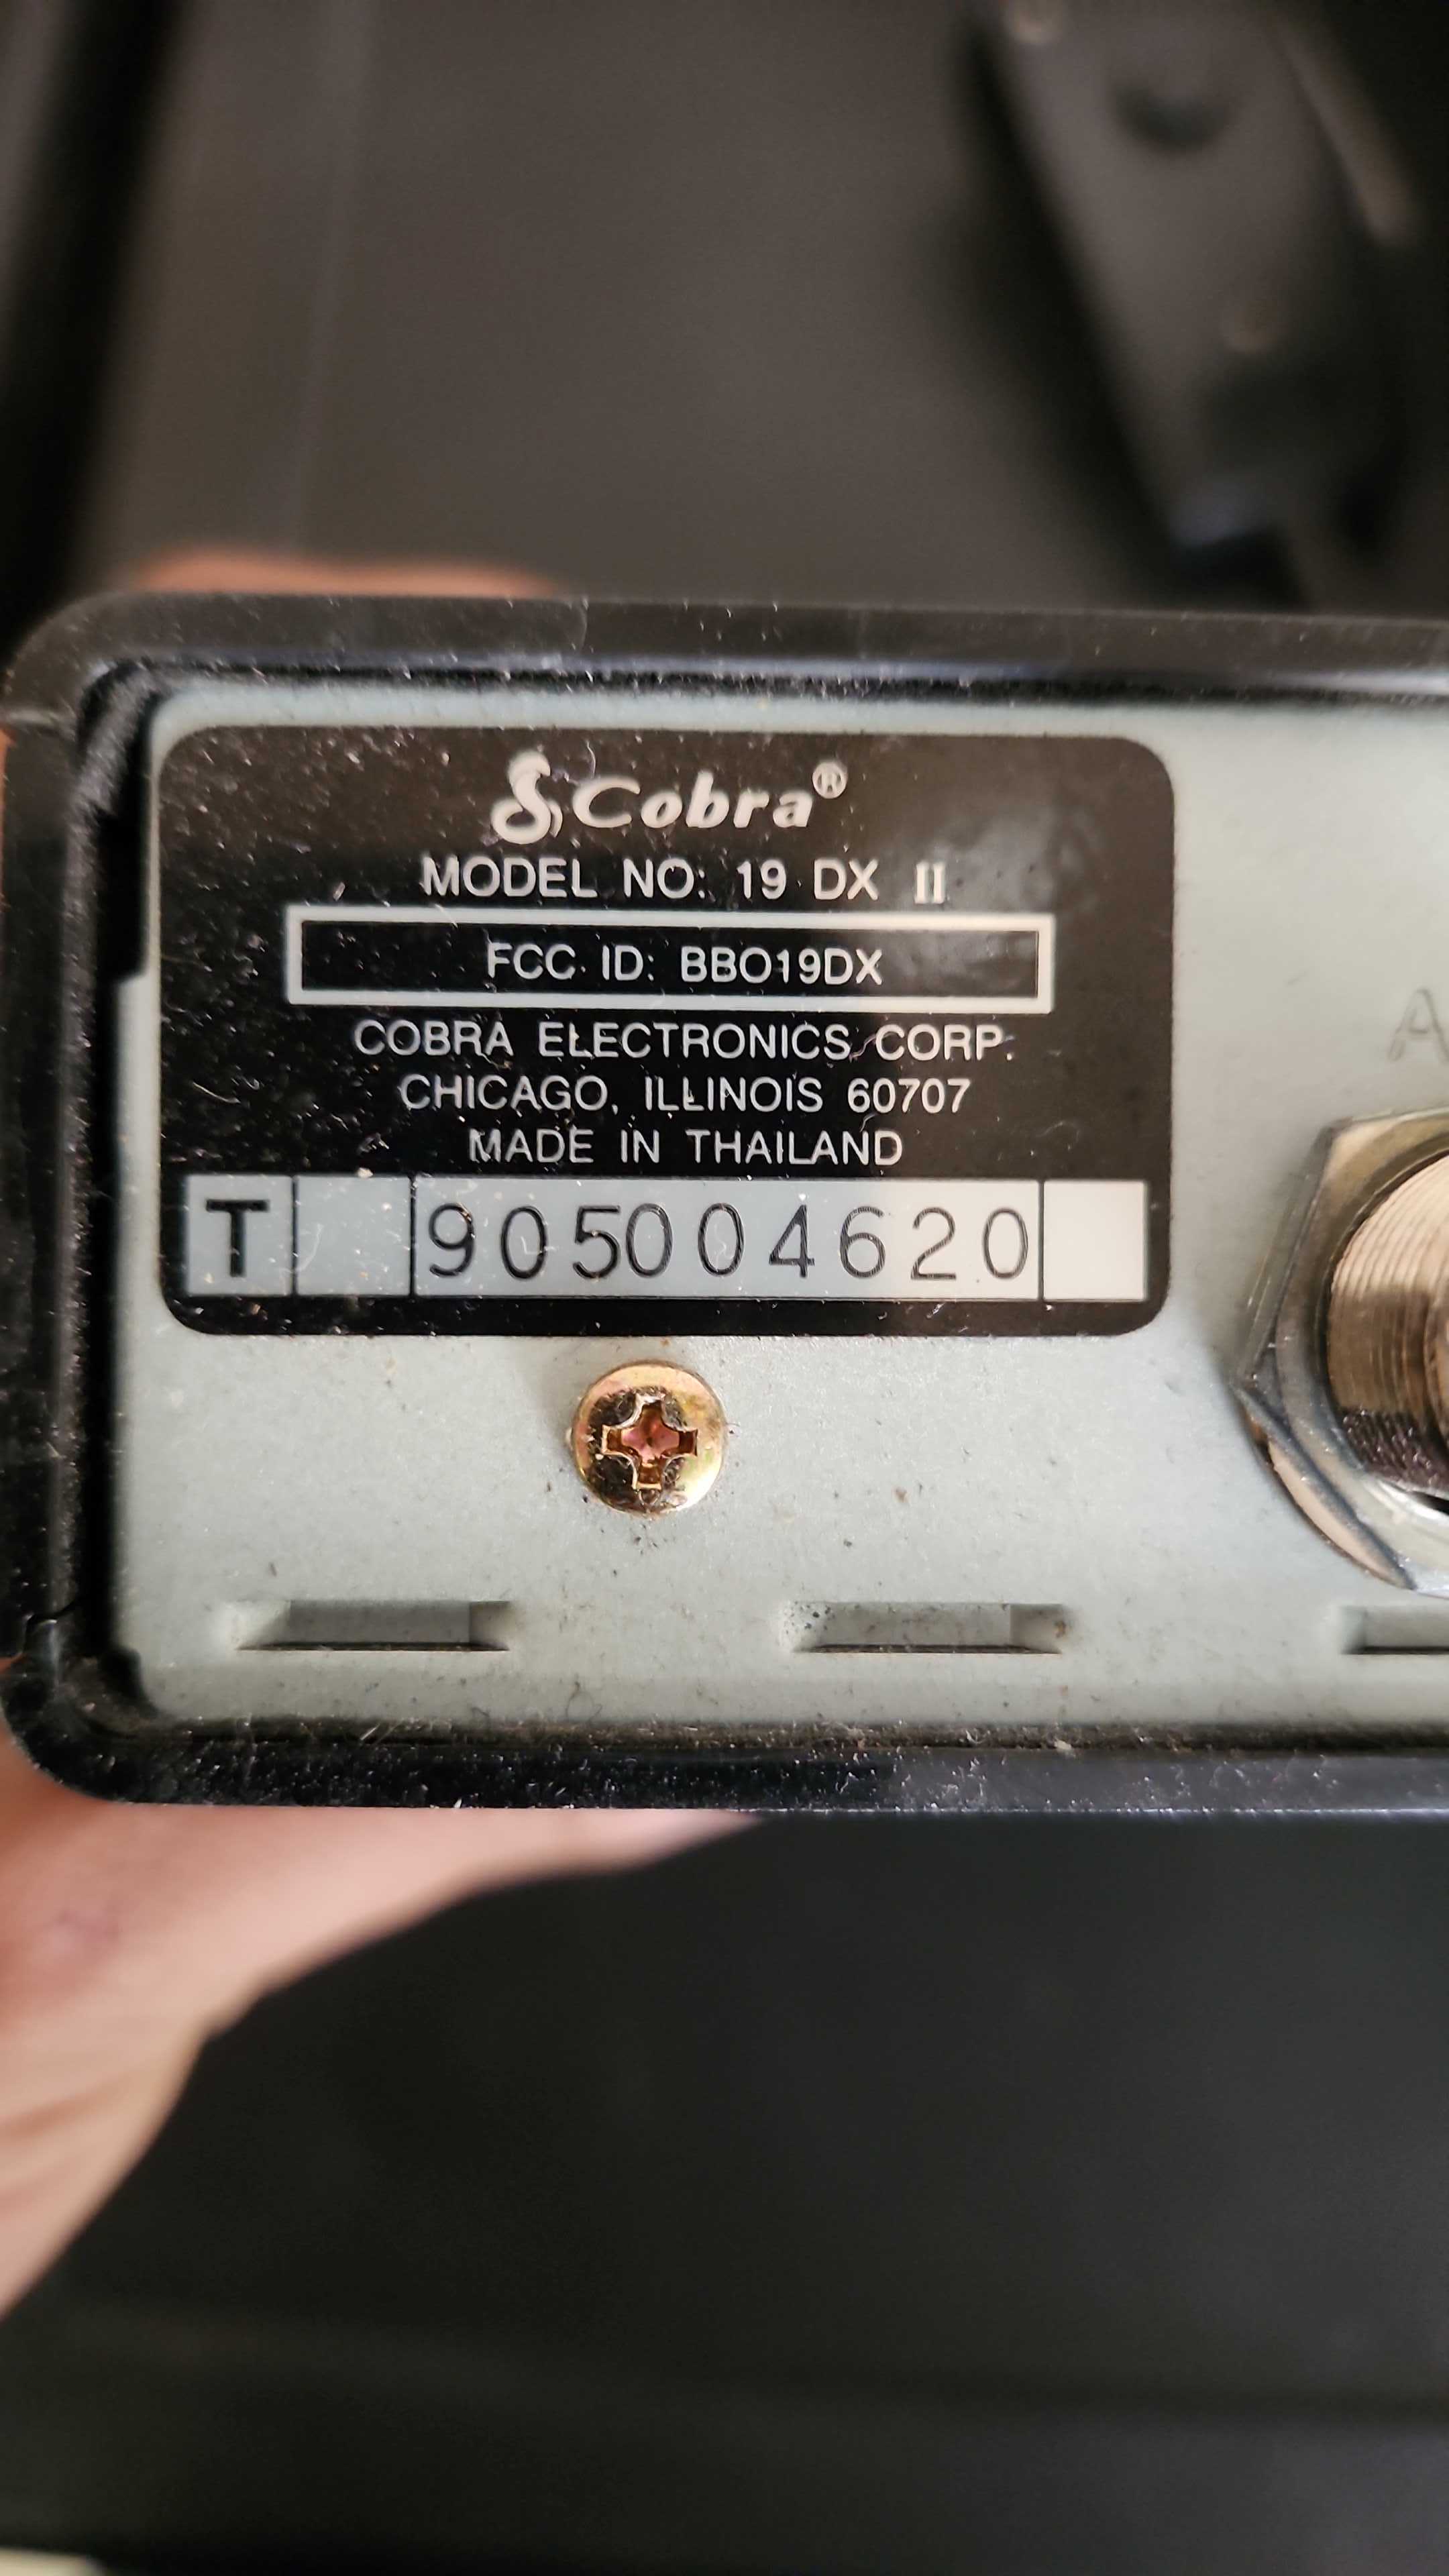 Cobra®
MODEL NO: 19 DX II
FCC ID: BBO19DX
COBRA ELECTRONICS CORP.
CHICAGO, ILLINOIS 60707
MADE IN THAILAND
T 905004620
A